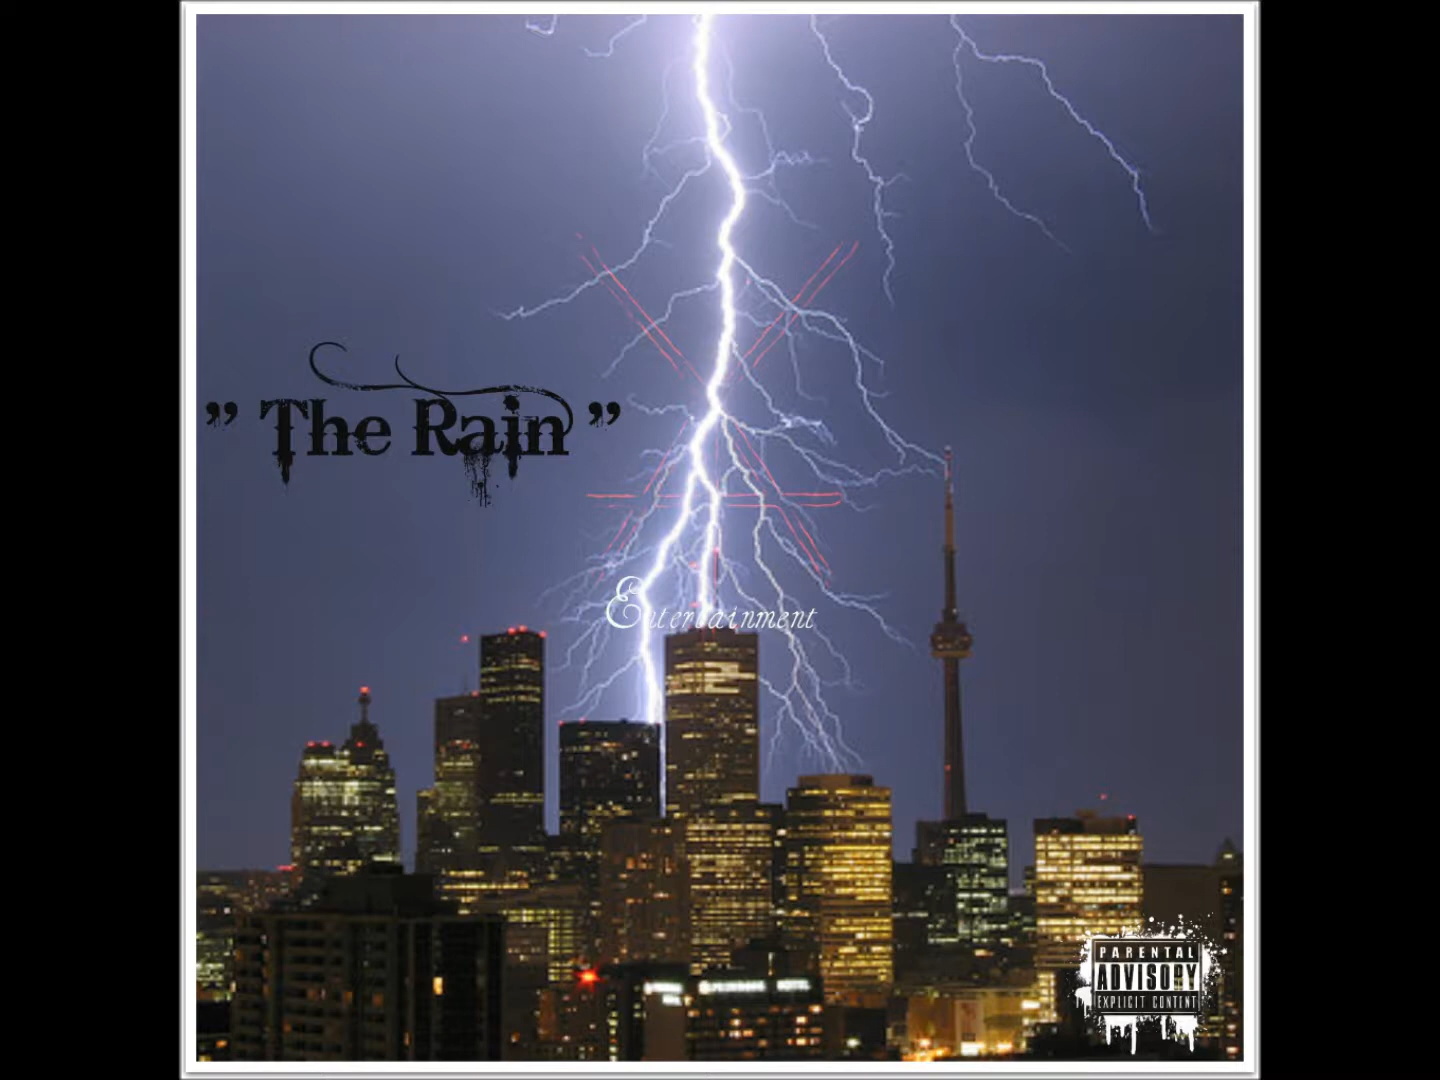 ” The Rain ”
Entertainment
PARENTAL
ADVISORY
EXPLICIT CONTENT